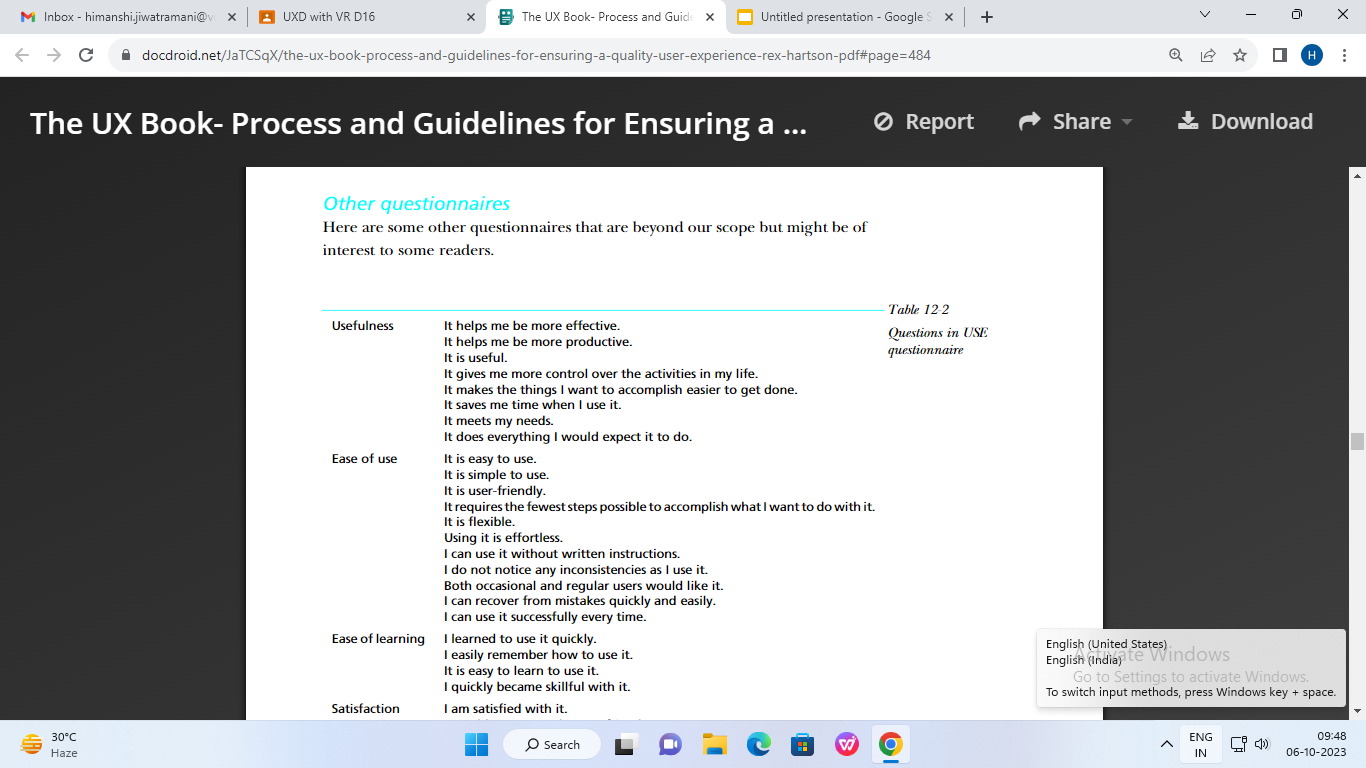 Inbox - himanshi.jiwatramani@v
UXD with VR D16
The UX Book- Process and Guide
Untitled presentation - Google S
docdroid.net/JaTCSqX/the-ux-book-process-and-guidelines-for-ensuring-a-quality-user-experience-rex-hartson-pdf#page=484
H
The UX Book- Process and Guidelines for Ensuring a ...
Report
Share
Download
Other questionnaires
Here are some other questionnaires that are beyond our scope but might be of
interest to some readers.
Table 12-2
Questions in USE
questionnaire
Usefulness It helps me be more effective.
It helps me be more productive.
It is useful.
It gives me more control over the activities in my life.
It makes the things I want to accomplish easier to get done.
It saves me time when I use it.
It meets my needs.
It does everything I would expect it to do.
Ease of use It is easy to use.
It is simple to use.
It is user-friendly.
It requires the fewest steps possible to accomplish what I want to do with it.
It is flexible.
Using it is effortless.
I can use it without written instructions.
I do not notice any inconsistencies as I use it.
Both occasional and regular users would like it.
I can recover from mistakes quickly and easily.
I can use it successfully every time.
Ease of learning I learned to use it quickly.
I easily remember how to use it.
It is easy to learn to use it.
I quickly became skillful with it.
Satisfaction I am satisfied with it.
English (United States)
English (India)
To switch input methods, press Windows key + space.
Activate Windows
Go to Settings to activate Windows.
30°C
Haze
Search
ENG
IN
09:48
06-10-2023